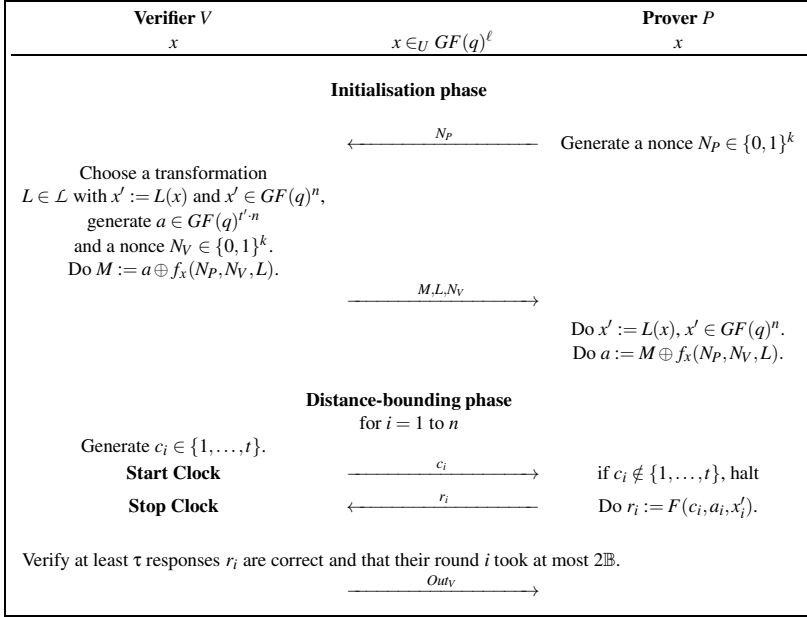 Verifier V Prover P
x x ∈_U GF(q)^ℓ x
Initialisation phase
N_P
Generate a nonce N_P ∈ {0,1}^k
Choose a transformation
L ∈ ℒ with x′ := L(x) and x′ ∈ GF(q)^n,
generate a ∈ GF(q)^{t′·n}
and a nonce N_V ∈ {0,1}^k.
Do M := a ⊕ f_x(N_P, N_V, L).
M,L,N_V
Do x′ := L(x), x′ ∈ GF(q)^n.
Do a := M ⊕ f_x(N_P, N_V, L).
Distance-bounding phase
for i = 1 to n
Generate c_i ∈ {1,...,t}.
Start Clock c_i if c_i ∉ {1,...,t}, halt
Stop Clock r_i Do r_i := F(c_i, a_i, x′_i).
Verify at least τ responses r_i are correct and that their round i took at most 2𝔹.
Out_V